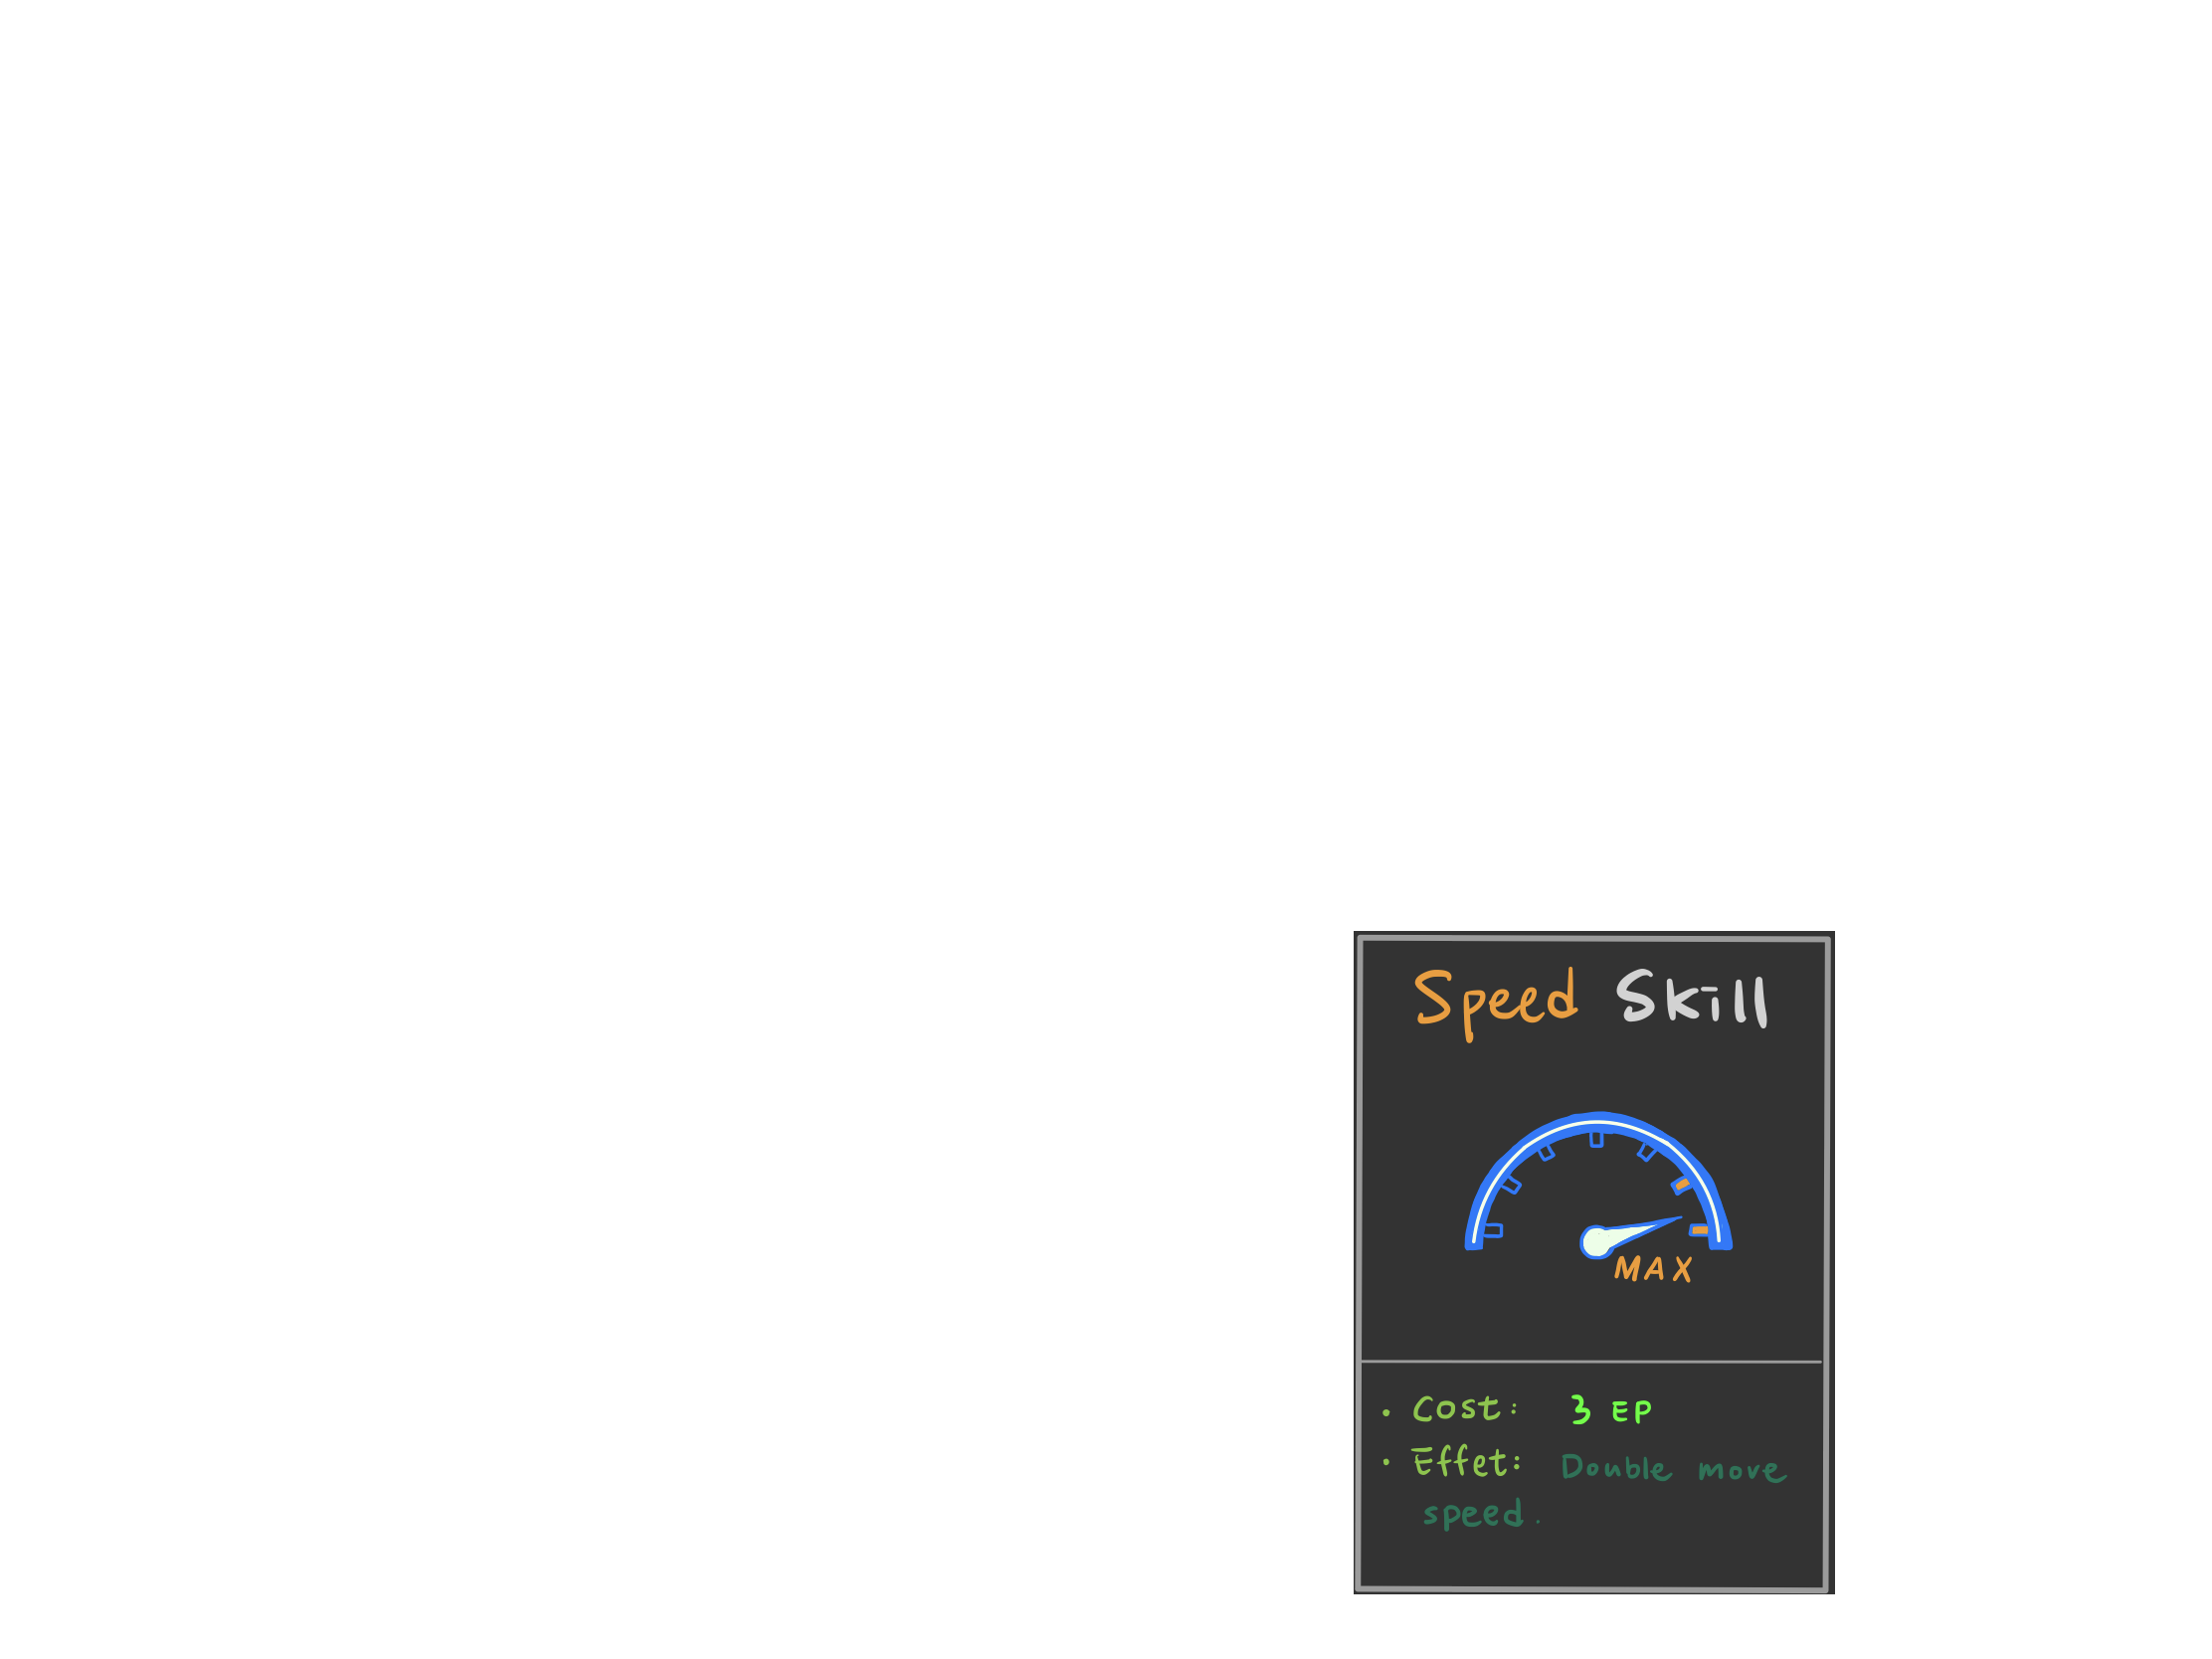 Speed Skill
MAX
• Cost: 3 EP
• Effet: Double move
speed.